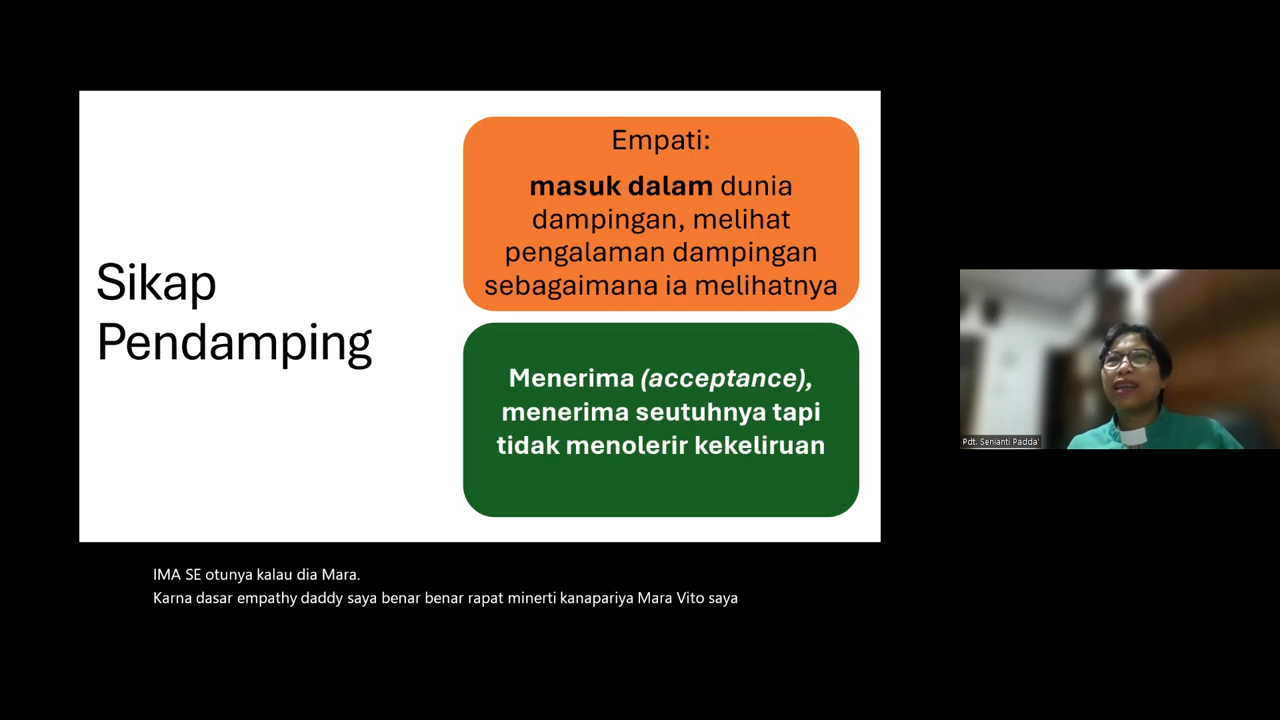 Sikap
Pendamping
Empati:
masuk dalam dunia
dampingan, melihat
pengalaman dampingan
sebagaimana ia melihatnya
Menerima (acceptance),
menerima seutuhnya tapi
tidak menolerir kekeliruan
Pdt. Senianti Padda'
IMA SE otunya kalau dia Mara.
Karna dasar empathy daddy saya benar benar rapat minerti kanapariya Mara Vito saya